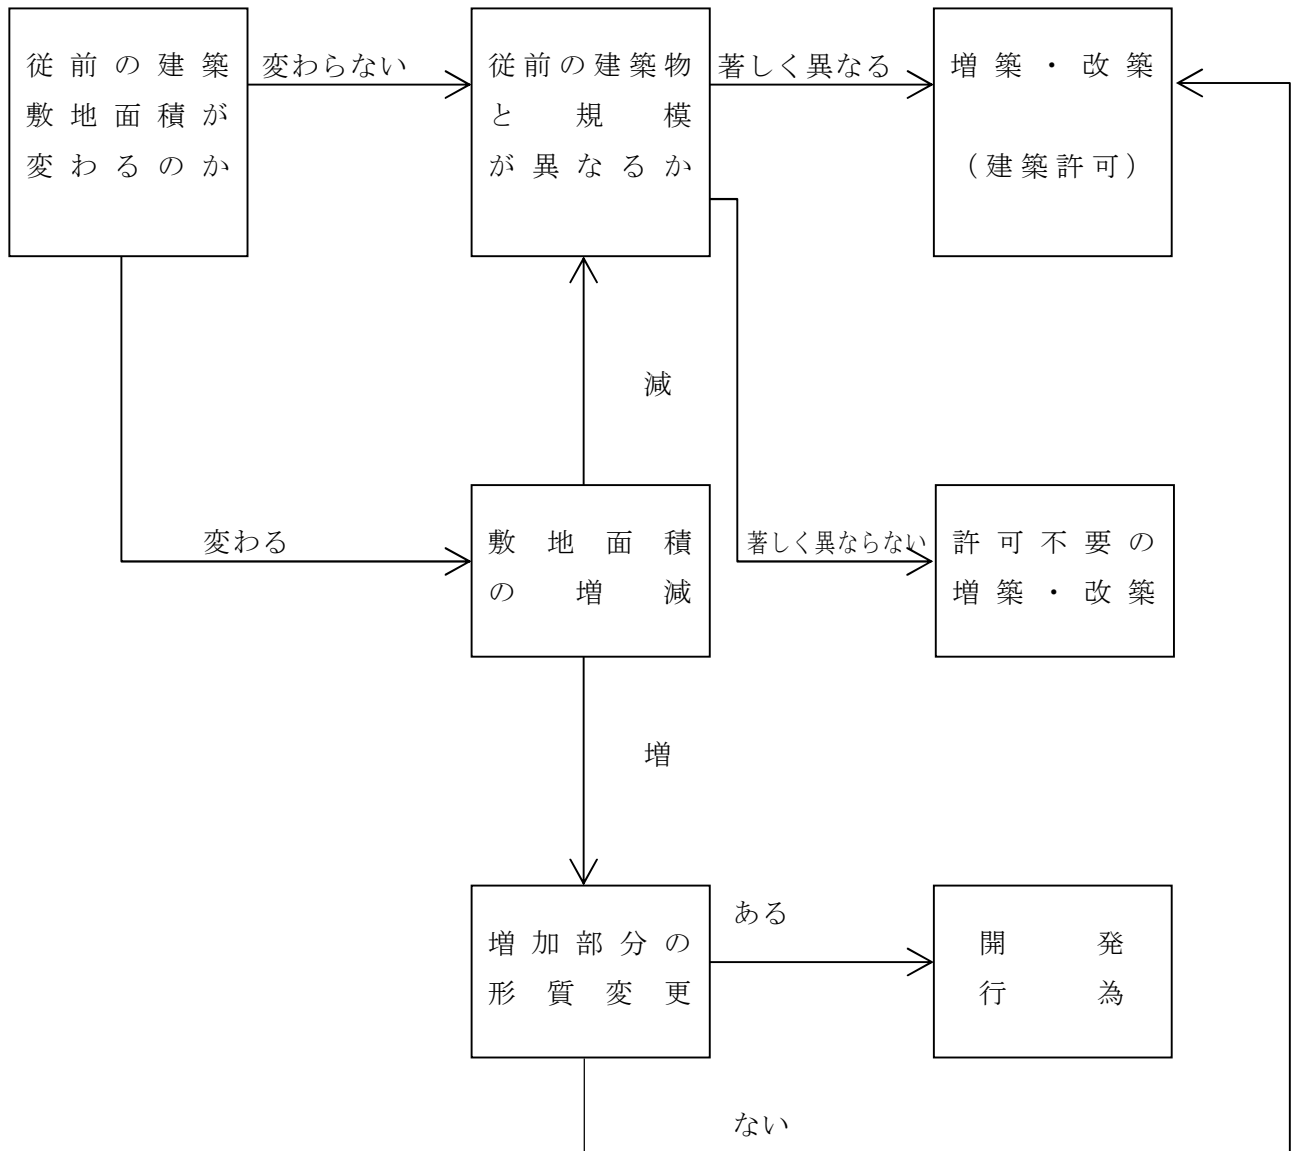 従前の建築
敷地面積が
変わるのか
変わらない
従前の建築物
と規模
が異なるか
著しく異なる
増築・改築
（建築許可）
減
変わる
敷地面積
の増減
著しく異ならない
許可不要の
増築・改築
増
増加部分の
形質変更
ある
開発
行為
ない